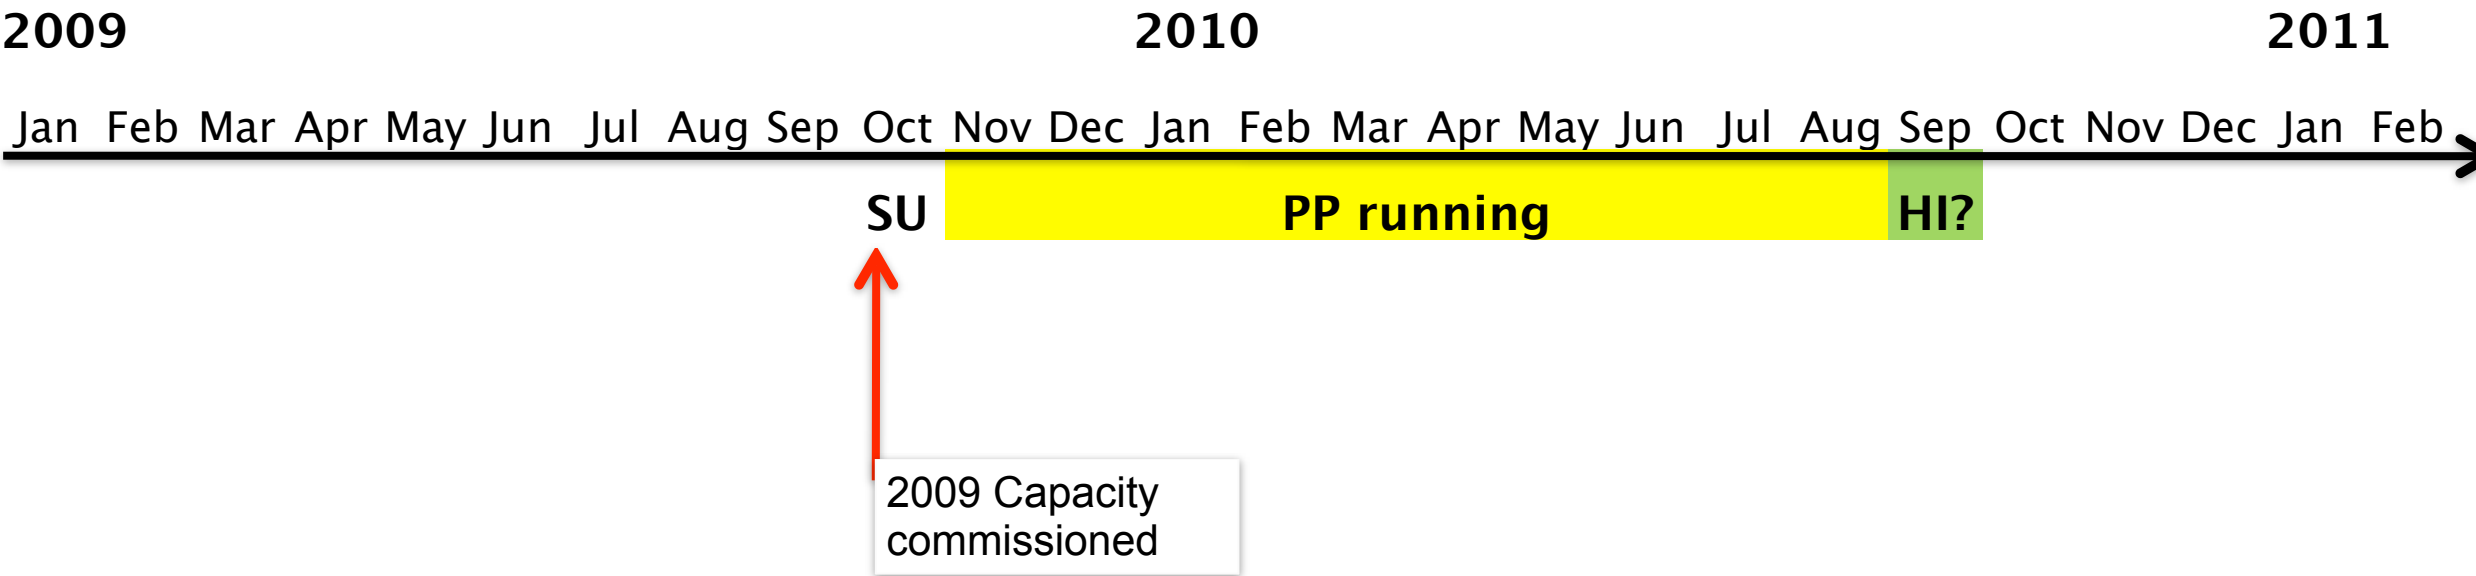 2009 2010 2011
Jan Feb Mar Apr May Jun Jul Aug Sep Oct Nov Dec Jan Feb Mar Apr May Jun Jul Aug Sep Oct Nov Dec Jan Feb
SU PP running HI?
2009 Capacity
commissioned